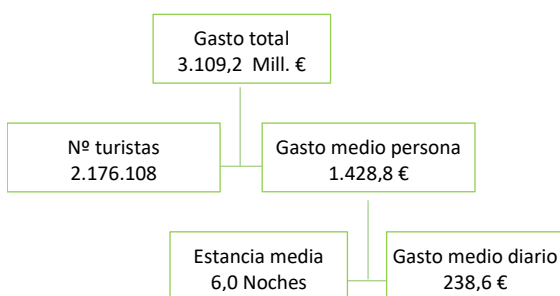 Gasto total
3.109,2 Mill. €
Nº turistas
2.176.108
Gasto medio persona
1.428,8 €
Estancia media
6,0 Noches
Gasto medio diario
238,6 €